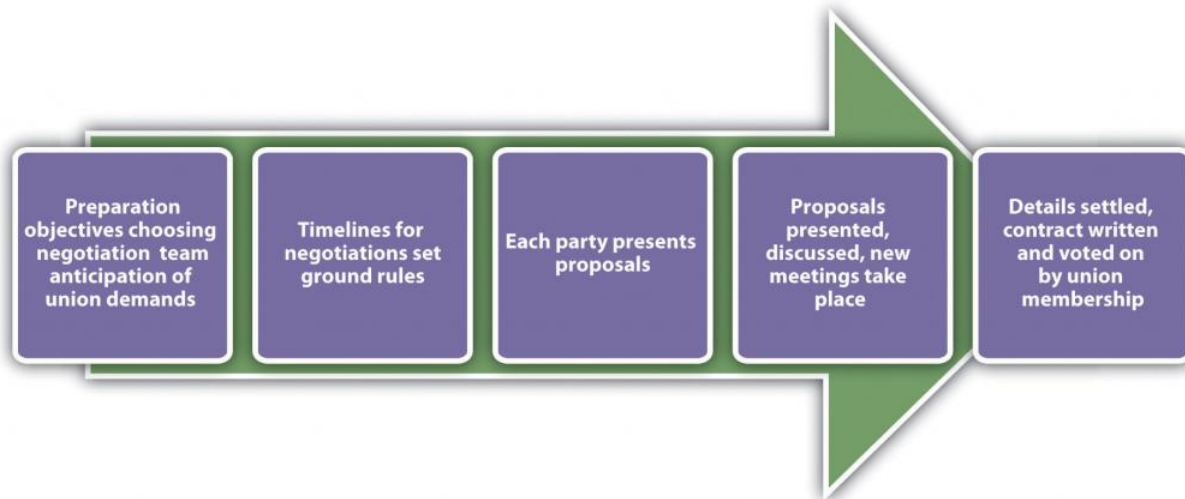 Preparation
objectives choosing
negotiation team
anticipation of
union demands
Timelines for
negotiations set
ground rules
Each party presents
proposals
Proposals
presented,
discussed, new
meetings take
place
Details settled,
contract written
and voted on
by union
membership